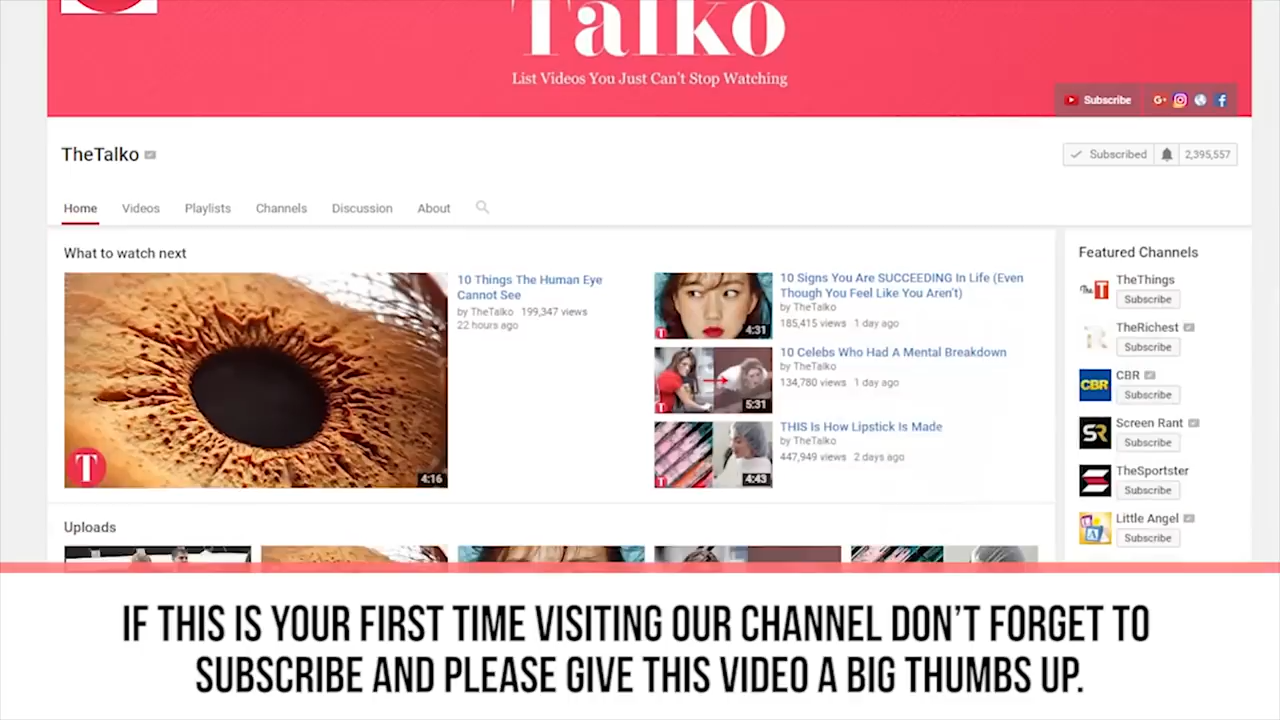 Talko
List Videos You Just Can't Stop Watching
Subscribe
G+
f
TheTalko
Subscribed
2,395,557
Home
Videos
Playlists
Channels
Discussion
About
What to watch next
10 Things The Human Eye
Cannot See
by TheTalko 199,347 views
22 hours ago
T
4:16
10 Signs You Are SUCCEEDING In Life (Even
Though You Feel Like You Aren't)
by TheTalko
185,415 views 1 day ago
T
4:31
10 Celebs Who Had A Mental Breakdown
by TheTalko
134,780 views 1 day ago
T
5:31
THIS Is How Lipstick Is Made
by TheTalko
447,949 views 2 days ago
T
4:43
Featured Channels
The T
TheThings
Subscribe
R
TheRichest
Subscribe
CBR
CBR
Subscribe
SR
Screen Rant
Subscribe
TheSportster
Subscribe
A
Little Angel
Subscribe
Uploads
IF THIS IS YOUR FIRST TIME VISITING OUR CHANNEL DON'T FORGET TO
SUBSCRIBE AND PLEASE GIVE THIS VIDEO A BIG THUMBS UP.